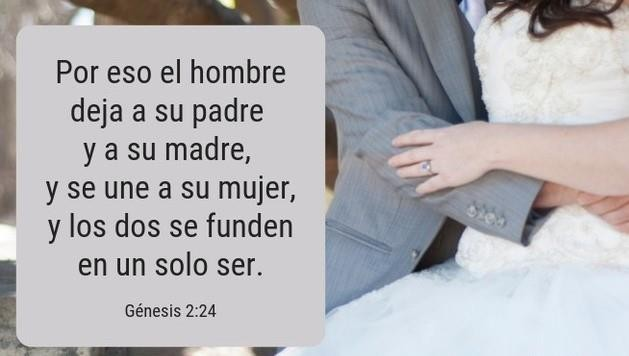 Por eso el hombre
deja a su padre
y a su madre,
y se une a su mujer,
y los dos se funden
en un solo ser.
Génesis 2:24